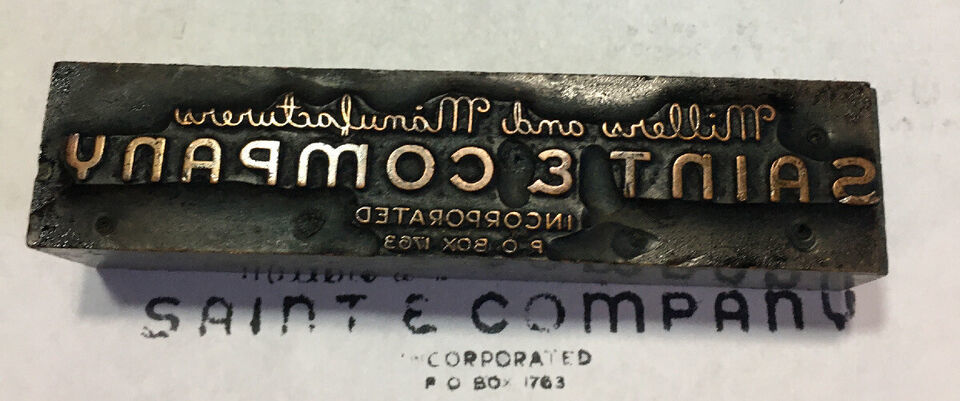 Millers and Manufacturers
SAINT & COMPANY
INCORPORATED
P. O. BOX 1763
SAINT & COMPANY
INCORPORATED
P O BOX 1763